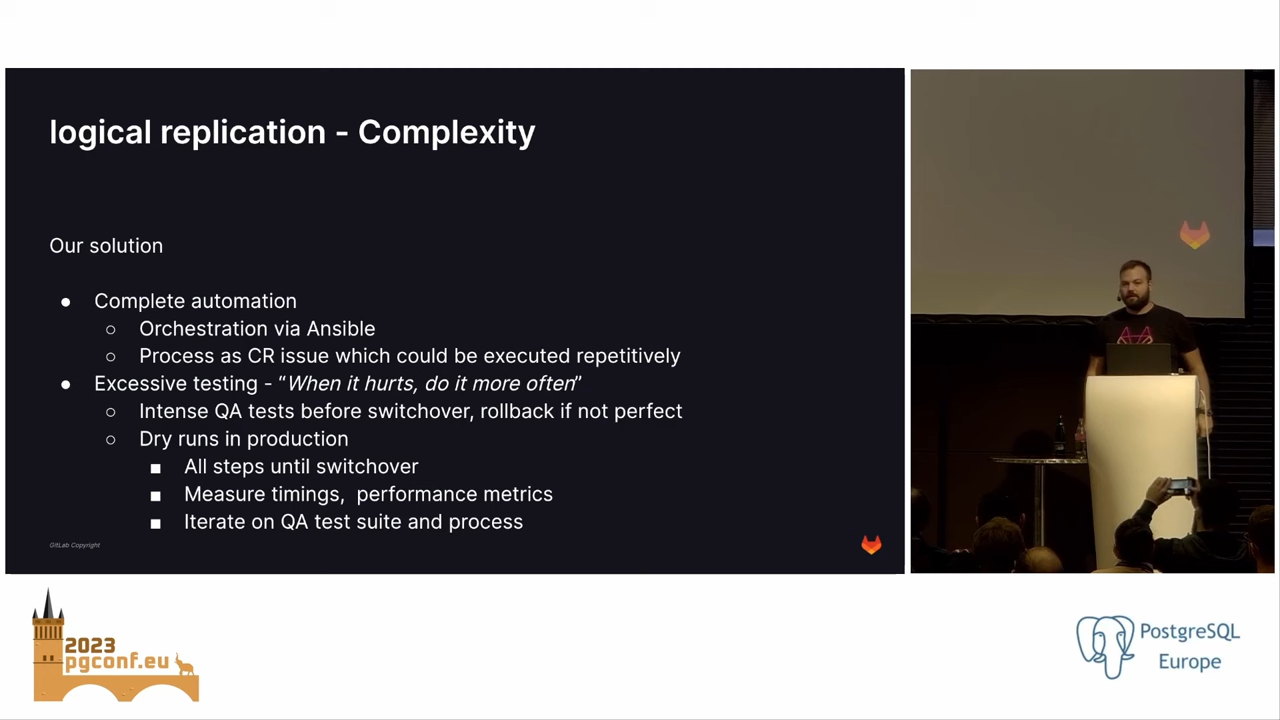 logical replication - Complexity
Our solution
● Complete automation
○ Orchestration via Ansible
○ Process as CR issue which could be executed repetitively
● Excessive testing - “When it hurts, do it more often”
○ Intense QA tests before switchover, rollback if not perfect
○ Dry runs in production
■ All steps until switchover
■ Measure timings,  performance metrics
■ Iterate on QA test suite and process
GitLab Copyright
2023
pgconf.eu
PostgreSQL
Europe